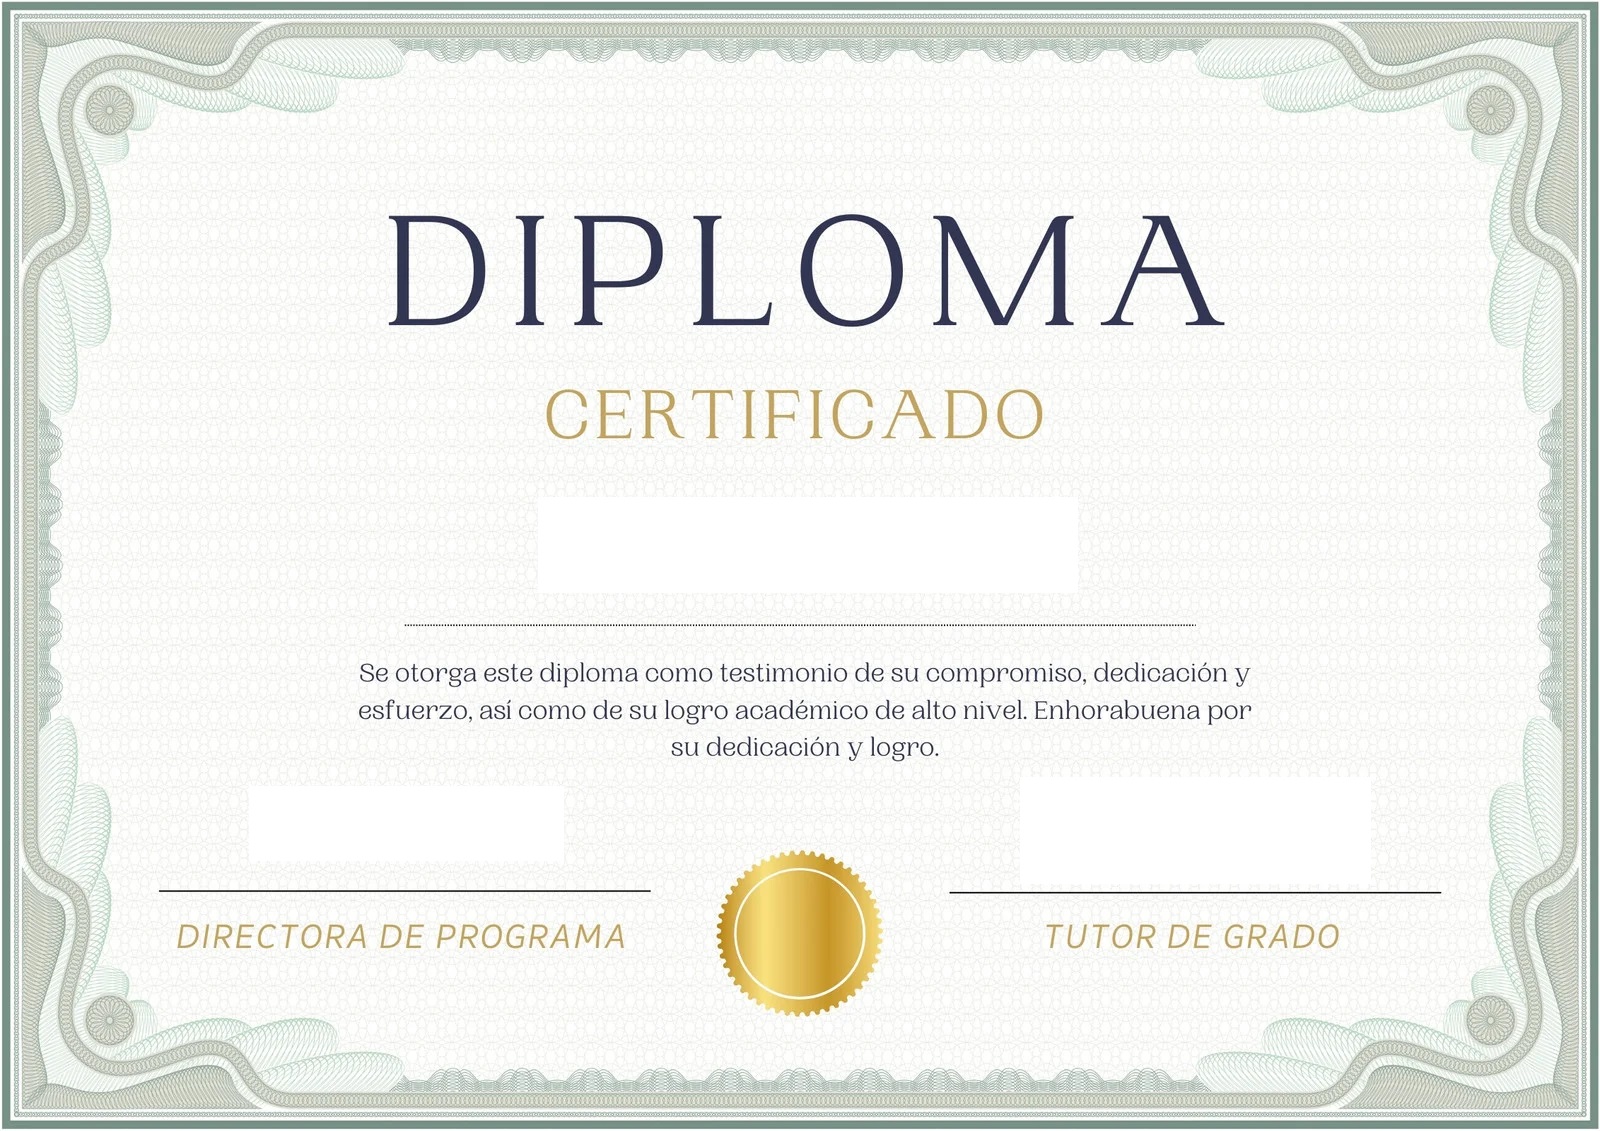 DIPLOMA
CERTIFICADO
Se otorga este diploma como testimonio de su compromiso, dedicación y
esfuerzo, así como de su logro académico de alto nivel. Enhorabuena por
su dedicación y logro.
DIRECTORA DE PROGRAMA
TUTOR DE GRADO